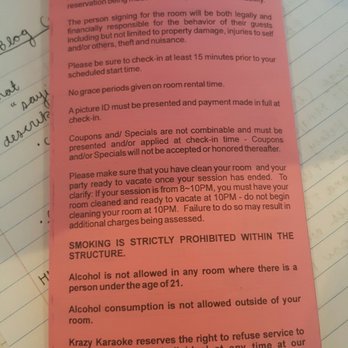 Blog
The person signing for the room will be both legally and
financially responsible for the behavior of their guests
including but not limited to property damage, injuries to self
and/or others, theft and nuisance.
Please be sure to check-in at least 15 minutes prior to your
scheduled start time.
No grace periods given on room rental time.
A picture ID must be presented and payment made in full at
check-in.
Coupons and/ Specials are not combinable and must be
presented and/or applied at check-in time - Coupons
and/or Specials will not be accepted or honored thereafter.
Please make sure that you have clean your room and your
party ready to vacate once your session has ended. To
clarify: If your session is from 8~10PM, you must have your
room cleaned and ready to vacate at 10PM - do not begin
cleaning your room at 10PM. Failure to do so may result in
additional charges being assessed.
SMOKING IS STRICTLY PROHIBITED WITHIN THE
STRUCTURE.
Alcohol is not allowed in any room where there is a
person under the age of 21.
Alcohol consumption is not allowed outside of your
room.
Krazy Karaoke reserves the right to refuse service to
at any time at our